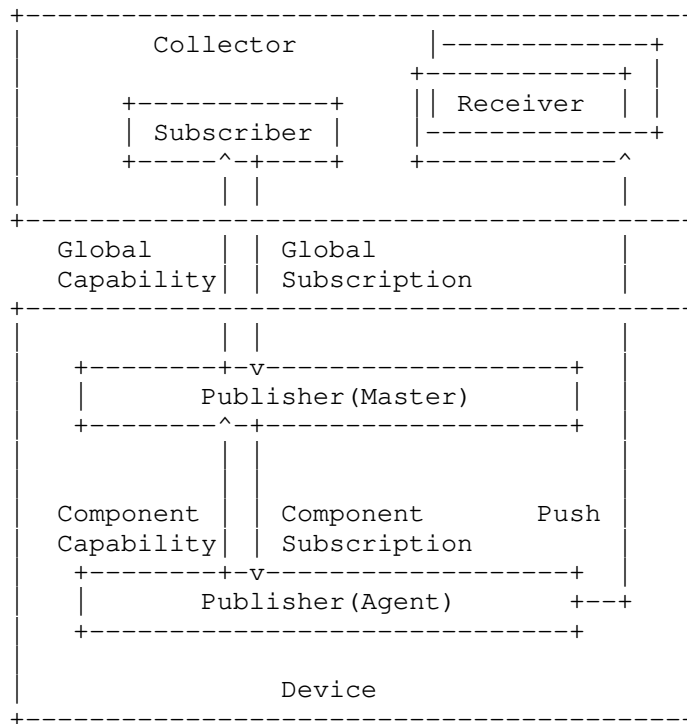 Collector
Receiver
Subscriber
Global Global
Capability Subscription
Publisher(Master)
Component Component Push
Capability Subscription
Publisher(Agent)
Device